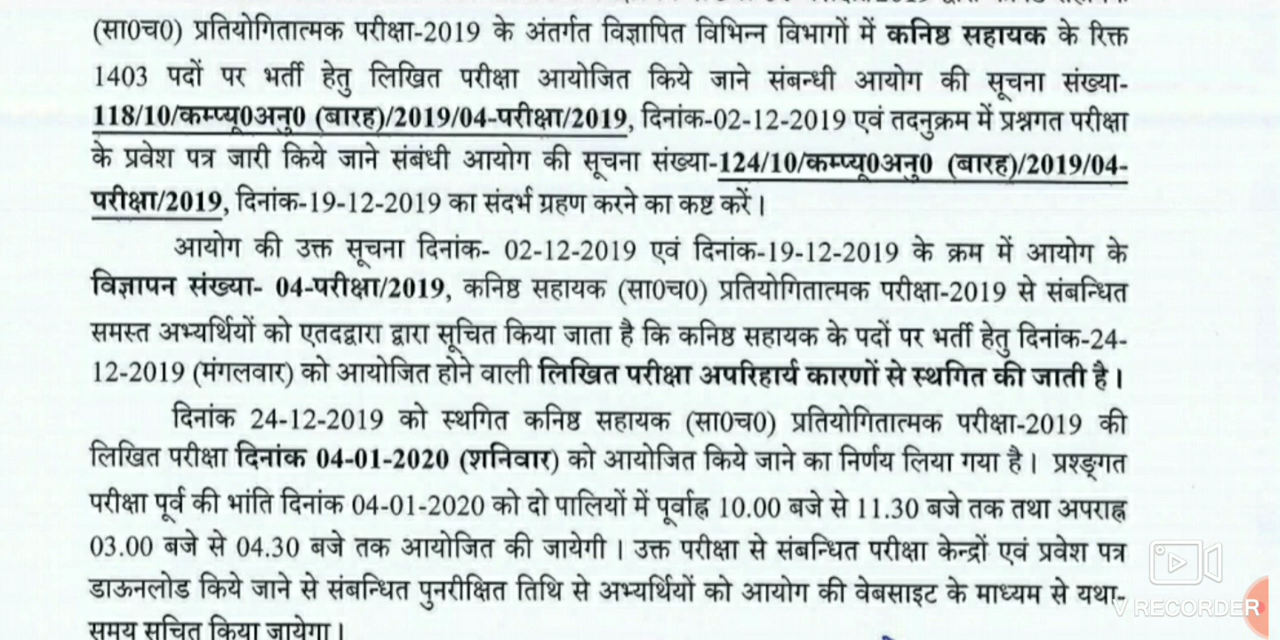 (सा0च0) प्रतियोगितात्मक परीक्षा-2019 के अंतर्गत विज्ञापित विभिन्न विभागों में कनिष्ठ सहायक के रिक्त
1403 पदों पर भर्ती हेतु लिखित परीक्षा आयोजित किये जाने संबन्धी आयोग की सूचना संख्या-
118/10/कम्प्यू0अनु0 (बारह)/2019/04-परीक्षा/2019, दिनांक-02-12-2019 एवं तदनुक्रम में प्रश्नगत परीक्षा
के प्रवेश पत्र जारी किये जाने संबंधी आयोग की सूचना संख्या-124/10/कम्प्यू0अनु0 (बारह)/2019/04-
परीक्षा/2019, दिनांक-19-12-2019 का संदर्भ ग्रहण करने का कष्ट करें।
आयोग की उक्त सूचना दिनांक- 02-12-2019 एवं दिनांक-19-12-2019 के क्रम में आयोग के
विज्ञापन संख्या- 04-परीक्षा/2019, कनिष्ठ सहायक (सा0च0) प्रतियोगितात्मक परीक्षा-2019 से संबन्धित
समस्त अभ्यर्थियों को एतदद्वारा द्वारा सूचित किया जाता है कि कनिष्ठ सहायक के पदों पर भर्ती हेतु दिनांक-24-
12-2019 (मंगलवार) को आयोजित होने वाली लिखित परीक्षा अपरिहार्य कारणों से स्थगित की जाती है।
दिनांक 24-12-2019 को स्थगित कनिष्ठ सहायक (सा0च0) प्रतियोगितात्मक परीक्षा-2019 की
लिखित परीक्षा दिनांक 04-01-2020 (शनिवार) को आयोजित किये जाने का निर्णय लिया गया है। प्रश्ङ्गत
परीक्षा पूर्व की भांति दिनांक 04-01-2020 को दो पालियों में पूर्वाह्न 10.00 बजे से 11.30 बजे तक तथा अपराह्न
03.00 बजे से 04.30 बजे तक आयोजित की जायेगी। उक्त परीक्षा से संबन्धित परीक्षा केन्द्रों एवं प्रवेश पत्र
डाऊनलोड किये जाने से संबन्धित पुनरीक्षित तिथि से अभ्यर्थियों को आयोग की वेबसाइट के माध्यम से यथा-
समय सूचित किया जायेगा।
V RECORDER